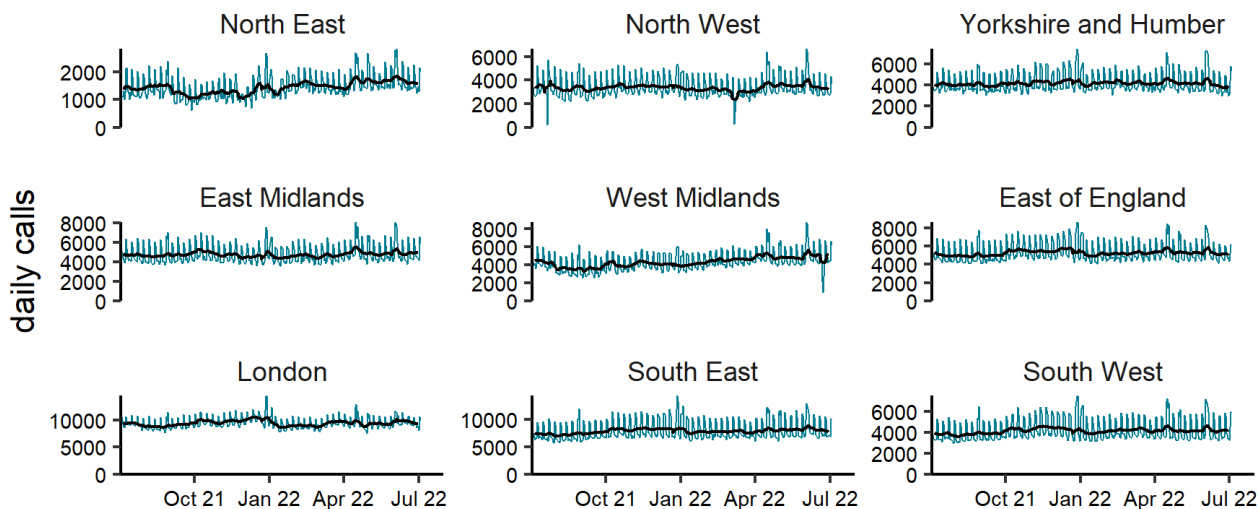 daily calls
North East
2000
1000
0
North West
6000
4000
2000
0
Yorkshire and Humber
6000
4000
2000
0
East Midlands
8000
6000
4000
2000
0
West Midlands
8000
6000
4000
2000
0
East of England
8000
6000
4000
2000
0
London
10000
5000
0
Oct 21 Jan 22 Apr 22 Jul 22
South East
10000
5000
0
Oct 21 Jan 22 Apr 22 Jul 22
South West
6000
4000
2000
0
Oct 21 Jan 22 Apr 22 Jul 22